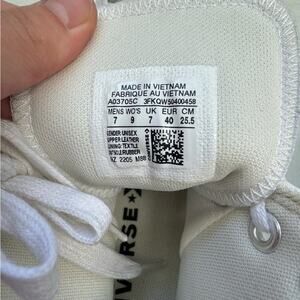 MADE IN VIETNAM
FABRIQUE AU VIETNAM
A03705C 3FKQW50400458
MENS WO'S UK EUR CM
7 9 7 40 25.5
GENDER: UNISEX
UPPER: LEATHER
LINING: TEXTILE
OUTSOLE: RUBBER
2205
VERSE